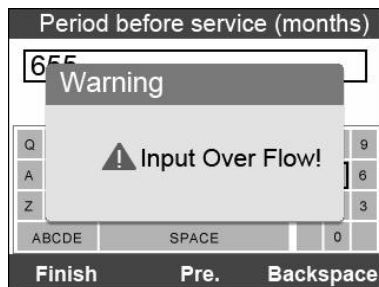 Period before service (months)
655
Warning
Input Over Flow!
Q 9
A 6
Z 3
ABCDE SPACE 0
Finish Pre. Backspace